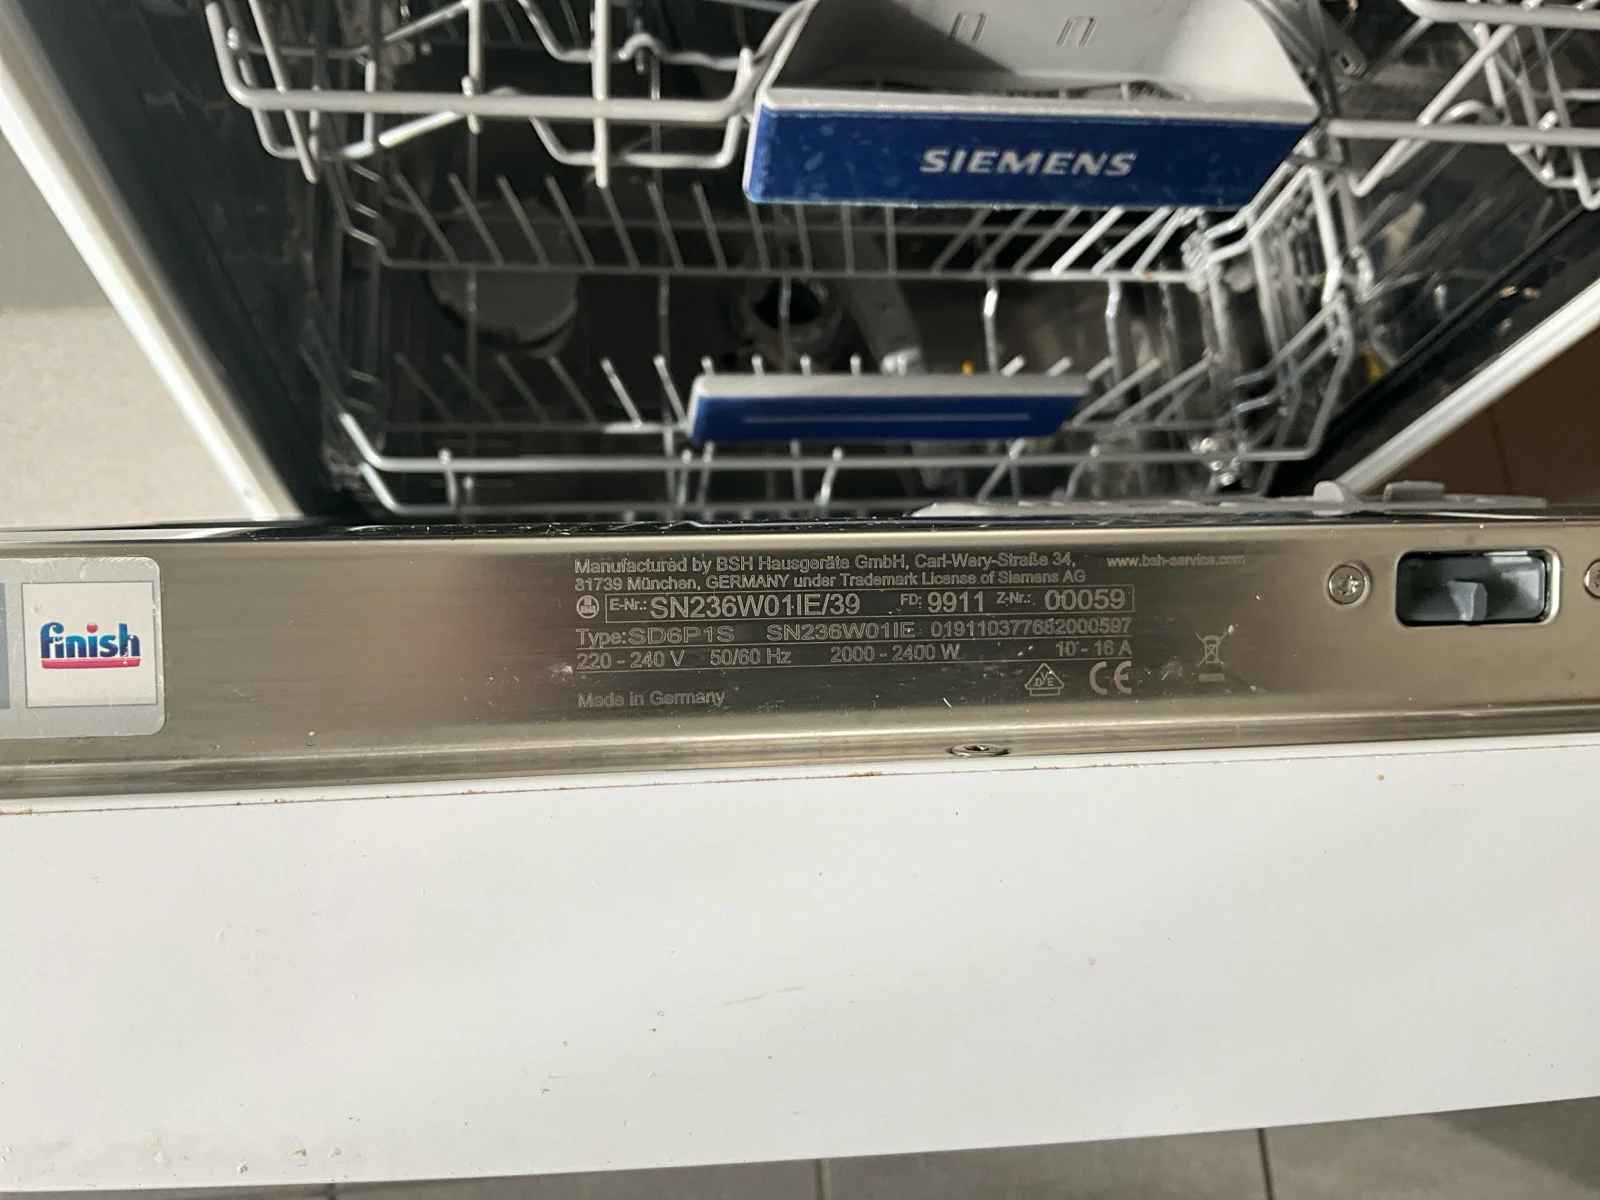 SIEMENS
Manufactured by BSH Hausgeräte GmbH, Carl-Wery-Straße 34, www.bsh-service.com
81739 München, GERMANY under Trademark License of Siemens AG
E-Nr.: SN236W01IE/39 FD: 9911 Z-Nr.: 00059
Type: SD6P1S SN236W01IE 019110377682000597
220 - 240 V 50/60 Hz 2000 - 2400 W 10 - 16 A
DVE CE
Made in Germany
finish